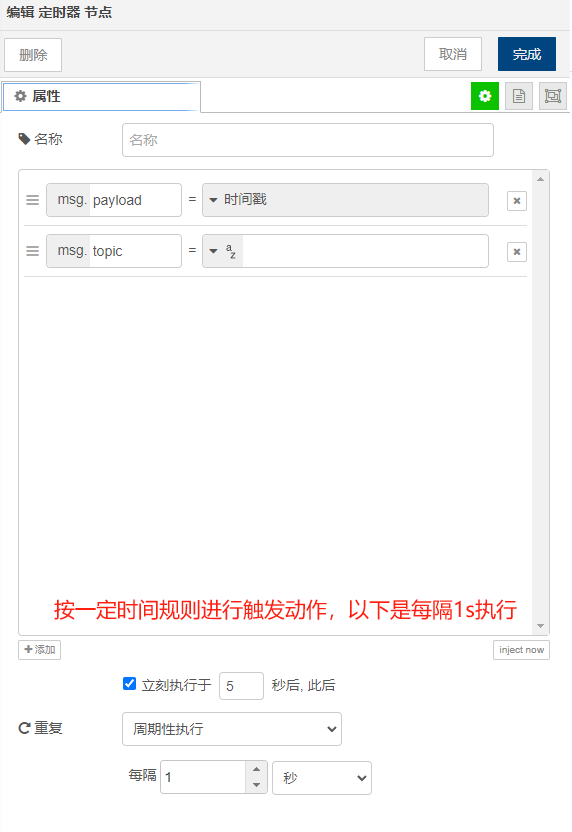 编辑 定时器 节点
删除 取消 完成
属性
名称 名称
msg. payload = 时间戳
msg. topic = a z
按一定时间规则进行触发动作，以下是每隔1s执行
添加 inject now
立刻执行于 5 秒后, 此后
重复 周期性执行
每隔 1 秒